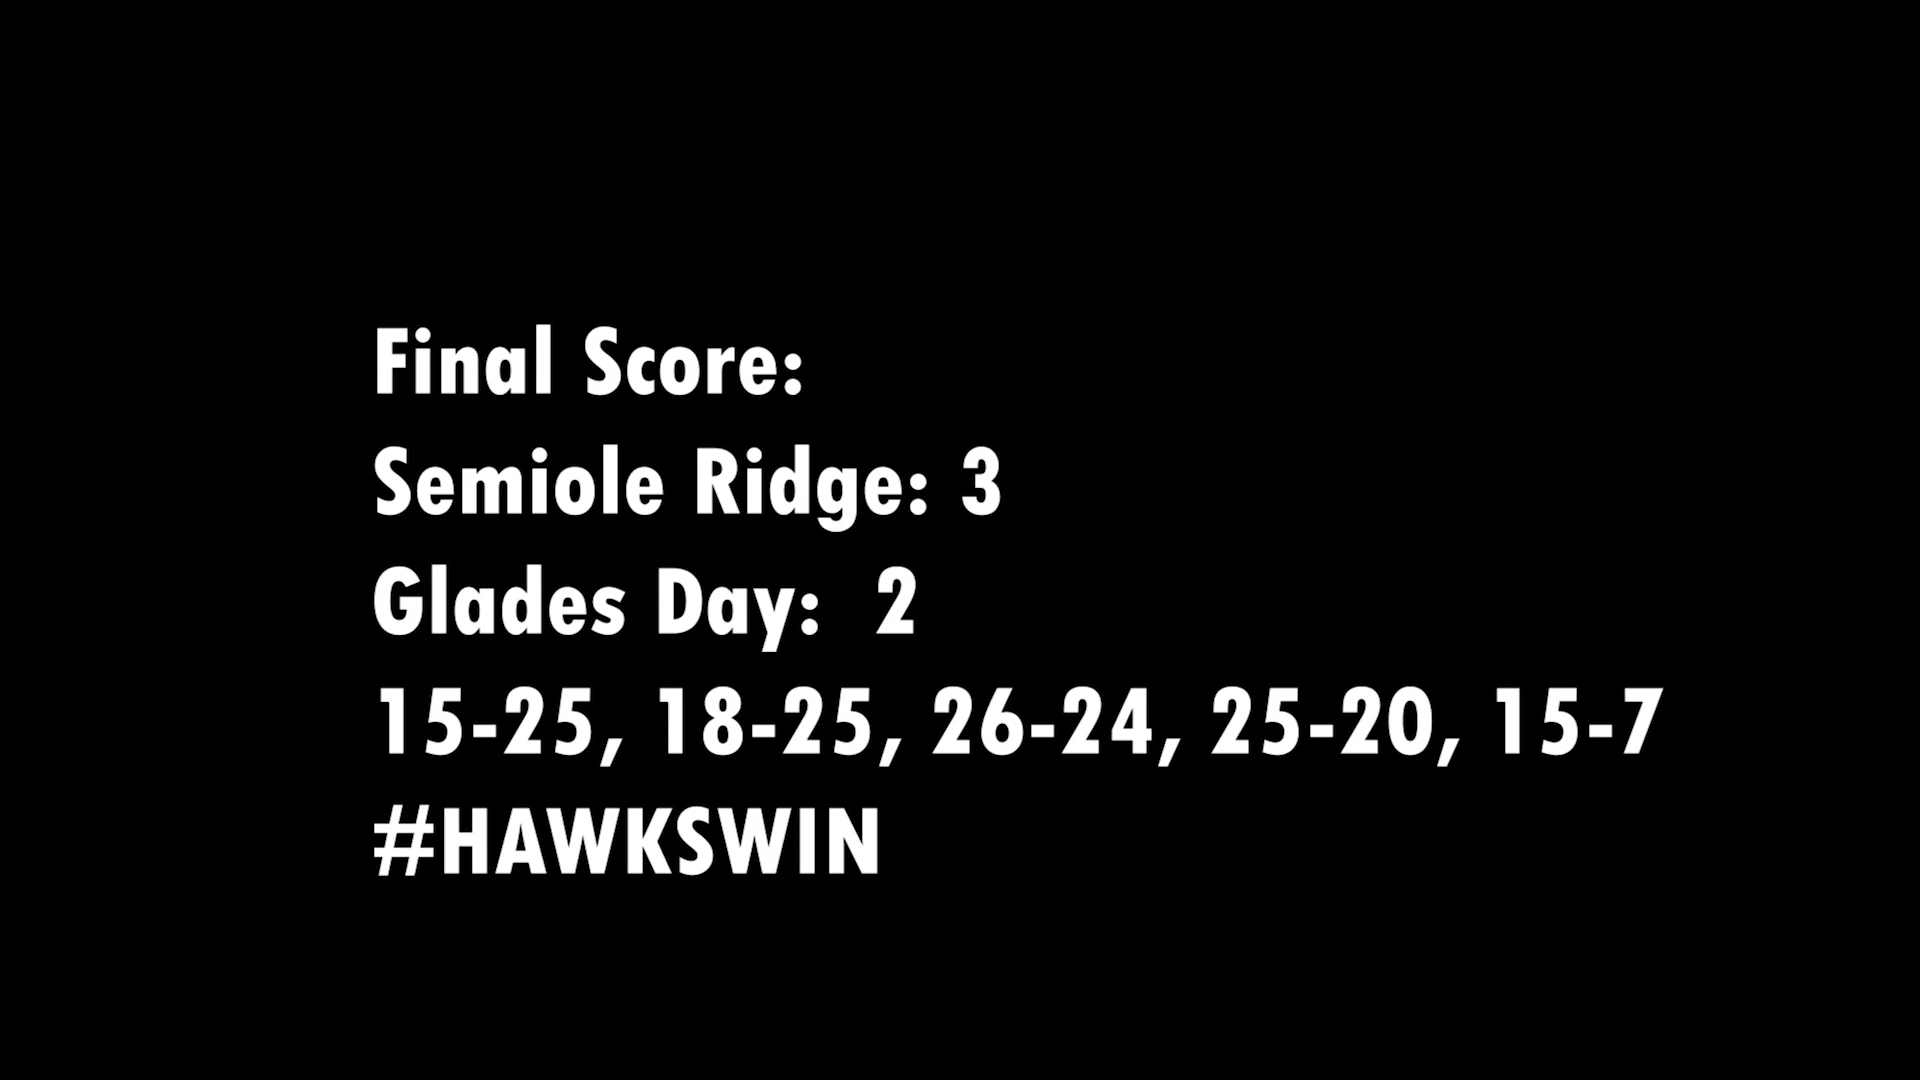 Final Score:
Semiole Ridge: 3
Glades Day:  2
15-25, 18-25, 26-24, 25-20, 15-7
#HAWKSWIN